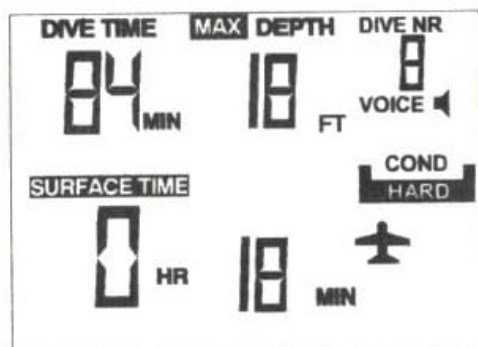 DIVE TIME MAX DEPTH DIVE NR
84 MIN 18 FT 8
VOICE
COND
SURFACE TIME HARD
0 HR 18 MIN